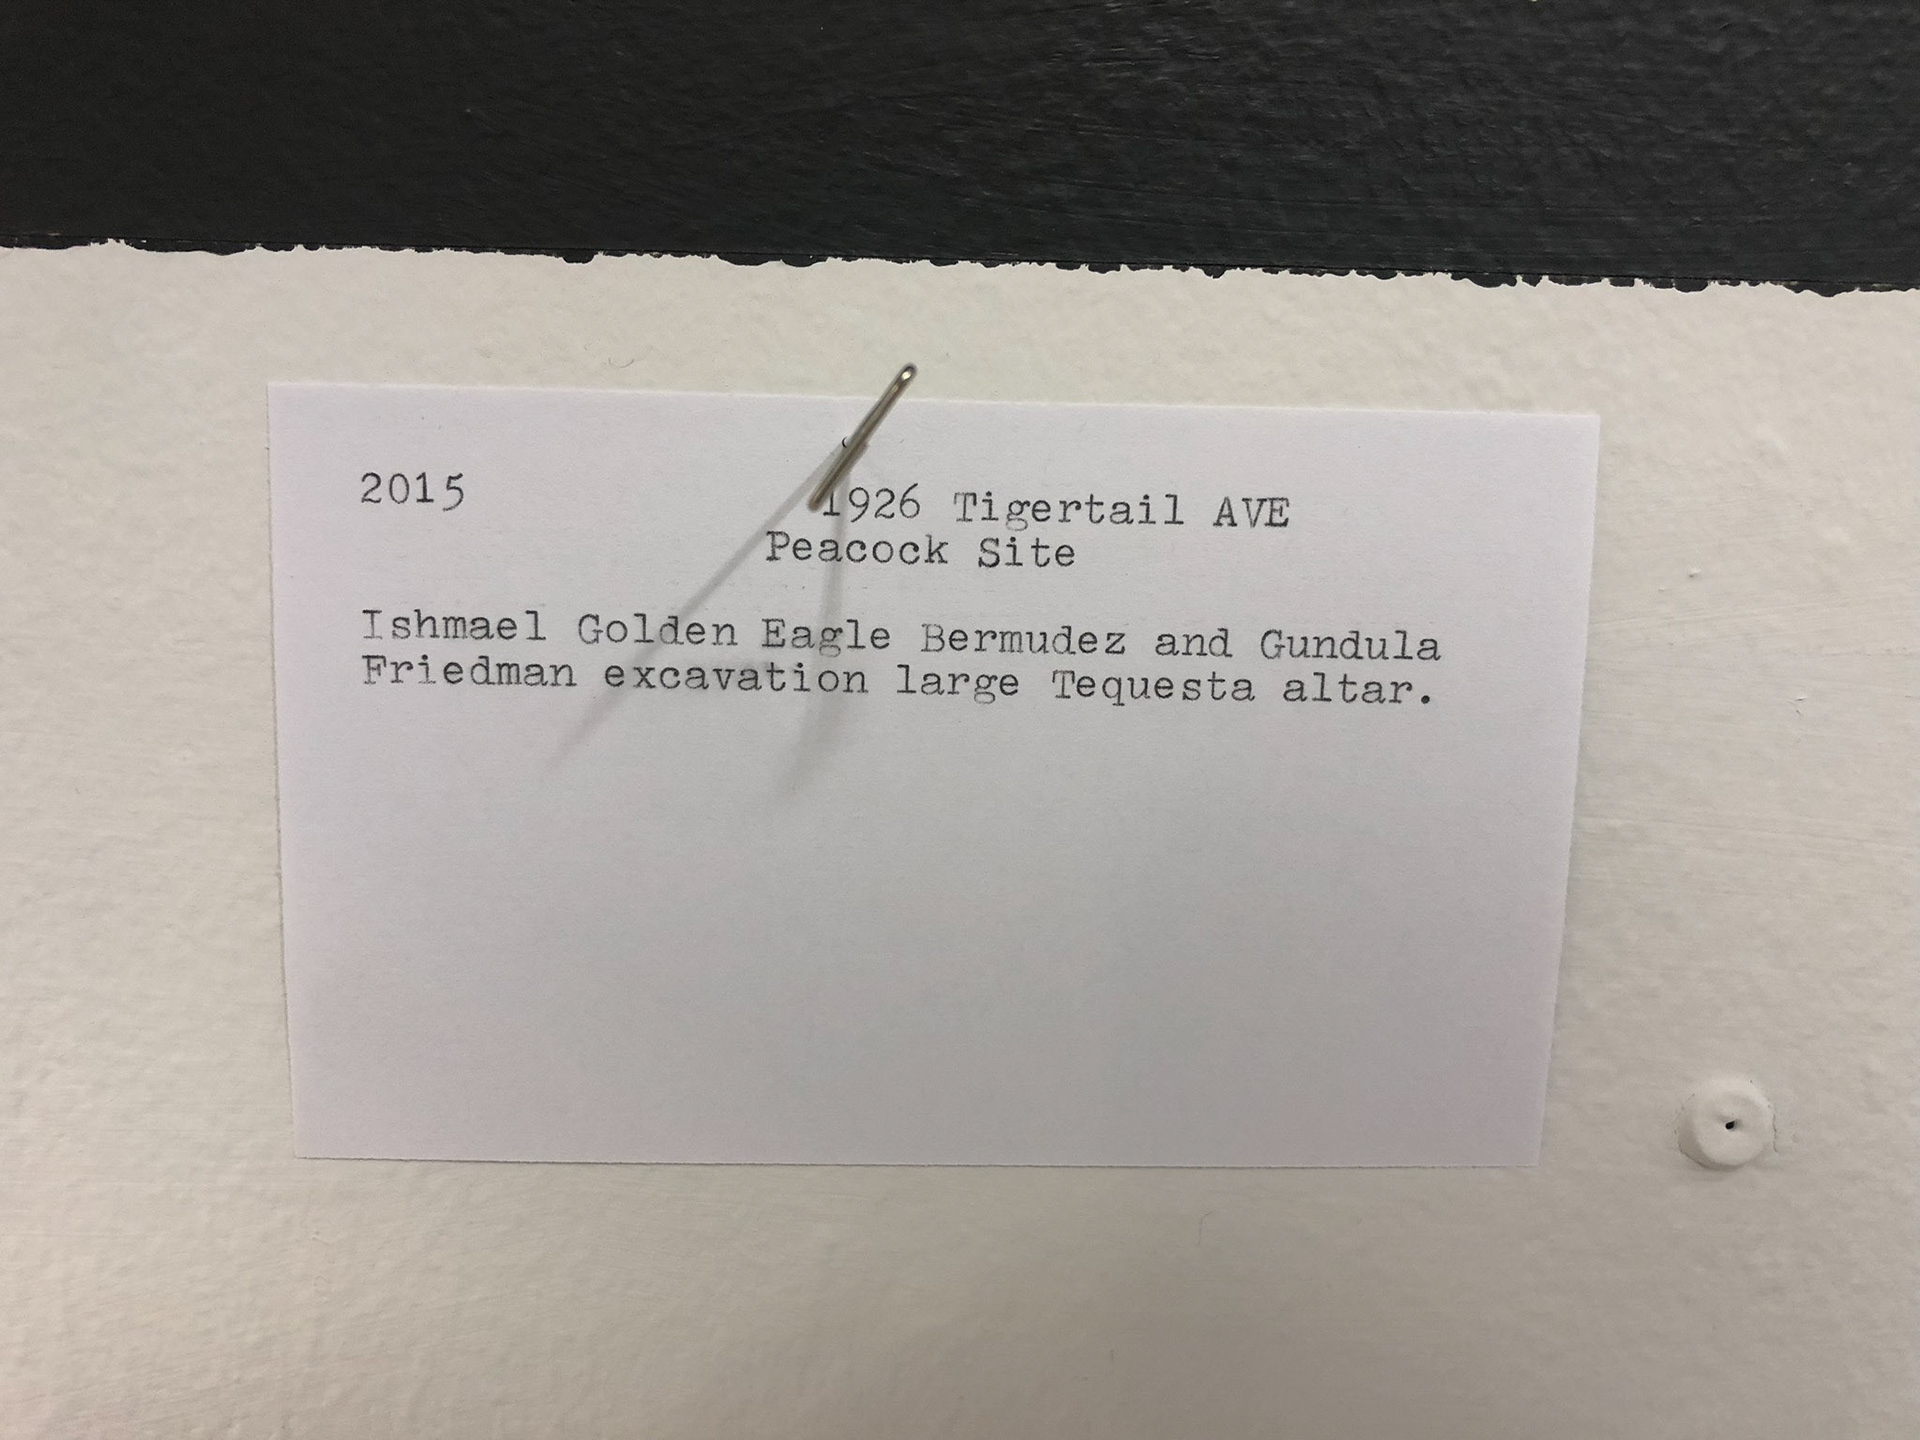 2015 1926 Tigertail AVE
Peacock Site
Ishmael Golden Eagle Bermudez and Gundula
Friedman excavation large Tequesta altar.